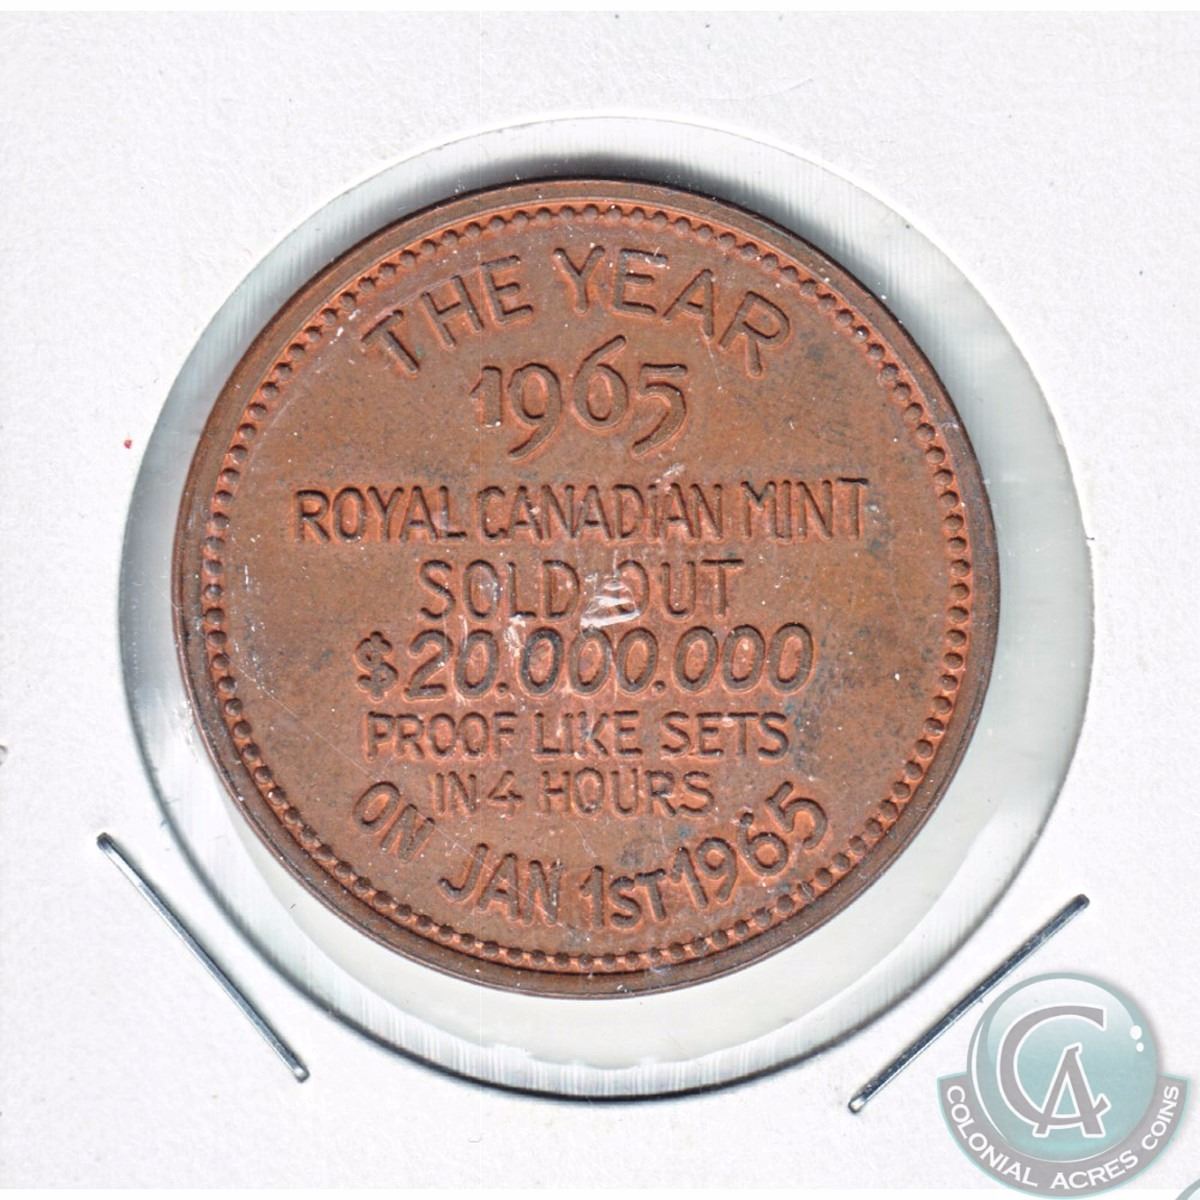 THE YEAR
1965
ROYAL CANADIAN MINT
SOLD OUT
$20.000.000
PROOF LIKE SETS
IN 4 HOURS
ON JAN 1ST 1965
CA
COLONIAL ACRES COINS